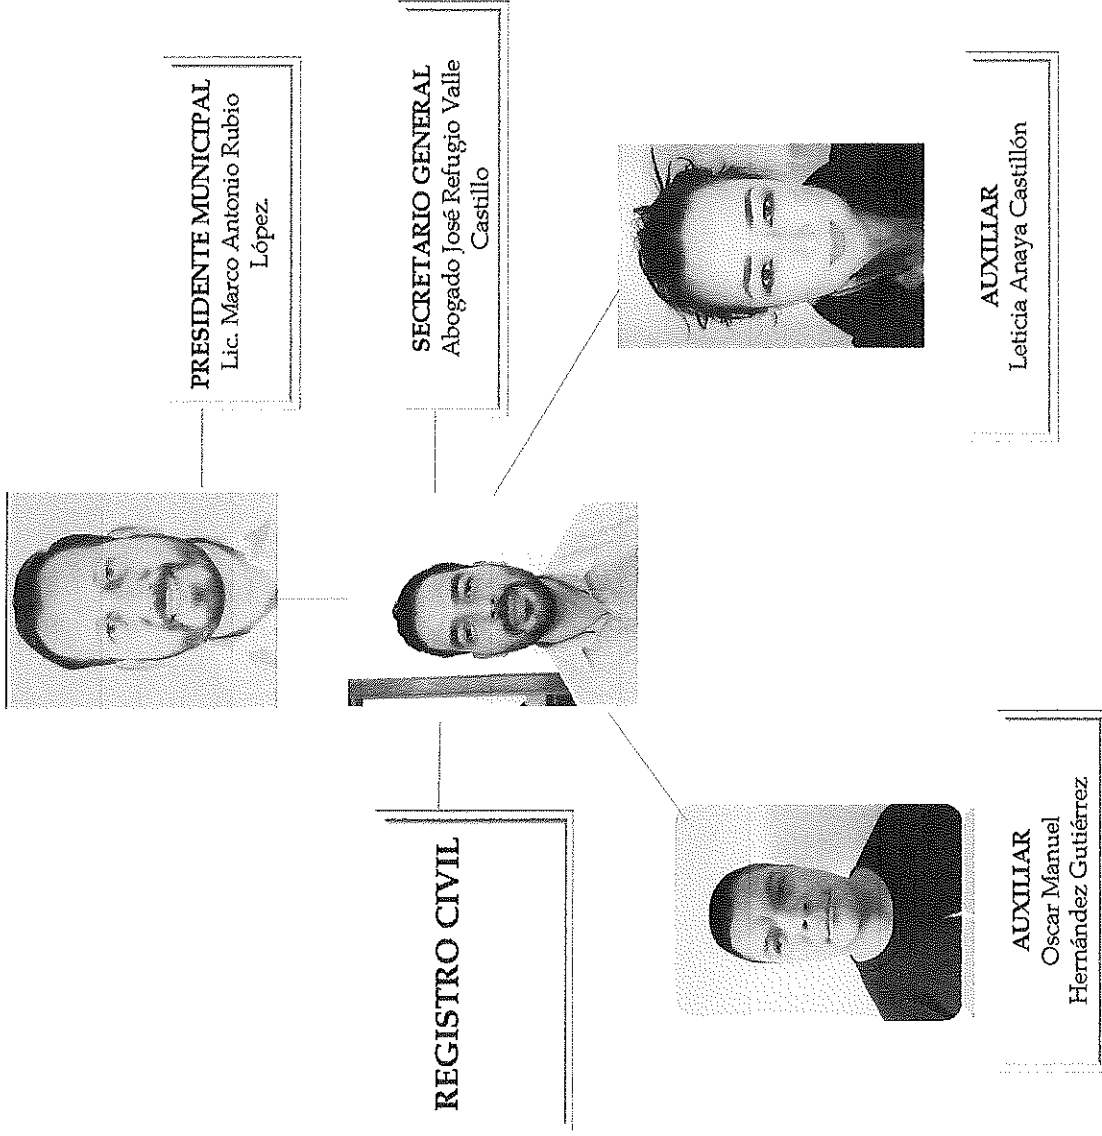 PRESIDENTE MUNICIPAL
Lic. Marco Antonio Rubio
López.
SECRETARIO GENERAL
Abogado José Refugio Valle
Castillo
REGISTRO CIVIL
AUXILIAR
Oscar Manuel
Hernández Gutiérrez
AUXILIAR
Leticia Anaya Castillón